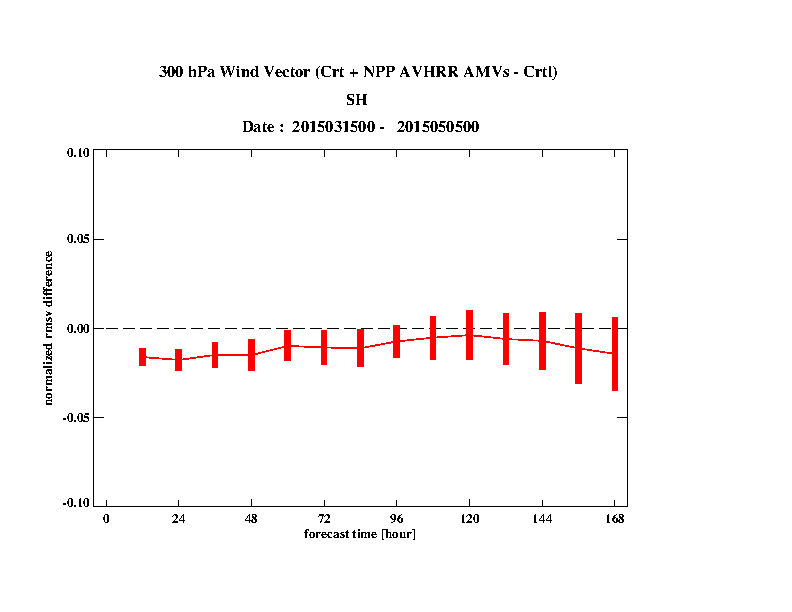 300 hPa Wind Vector (Crt + NPP AVHRR AMVs - Crtl)
SH
Date : 2015031500 - 2015050500
0.10
0.05
0.00
-0.05
-0.10
normalized rmsv difference
0 24 48 72 96 120 144 168
forecast time [hour]